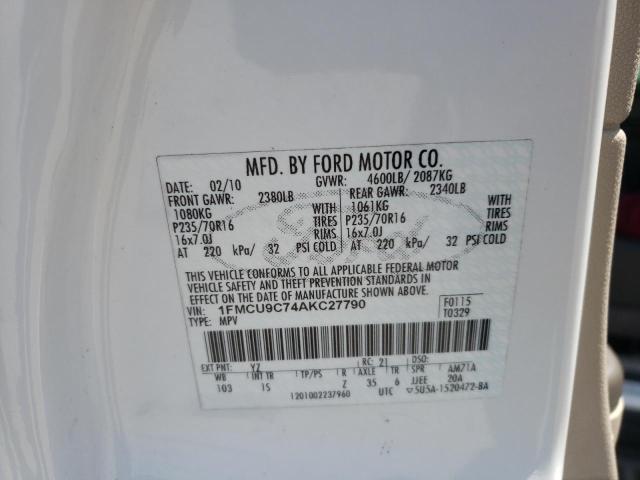 MFD. BY FORD MOTOR CO.
DATE: 02/10 GVWR: 4600LB/ 2087KG
FRONT GAWR: 2380LB REAR GAWR: 2340LB
1080KG WITH 1061KG WITH
P235/70R16 TIRES P235/70R16 TIRES
16x7.0J RIMS 16x7.0J RIMS
AT 220 kPa/ 32 PSI COLD AT 220 kPa/ 32 PSI COLD
Ford
THIS VEHICLE CONFORMS TO ALL APPLICABLE FEDERAL MOTOR
VEHICLE SAFETY AND THEFT PREVENTION STANDARDS IN
EFFECT ON THE DATE OF MANUFACTURE SHOWN ABOVE.
VIN: 1FMCU9C74AKC27790 F0115
TYPE: MPV T0329
EXT PNT: YZ RC: 21 DSO:
WB INT TR TP/PS R AXLE TR SPR AM71A
103 IS Z 35 6 JJEE 20A
1201002237960 UTC 5U5A-1520472-BA